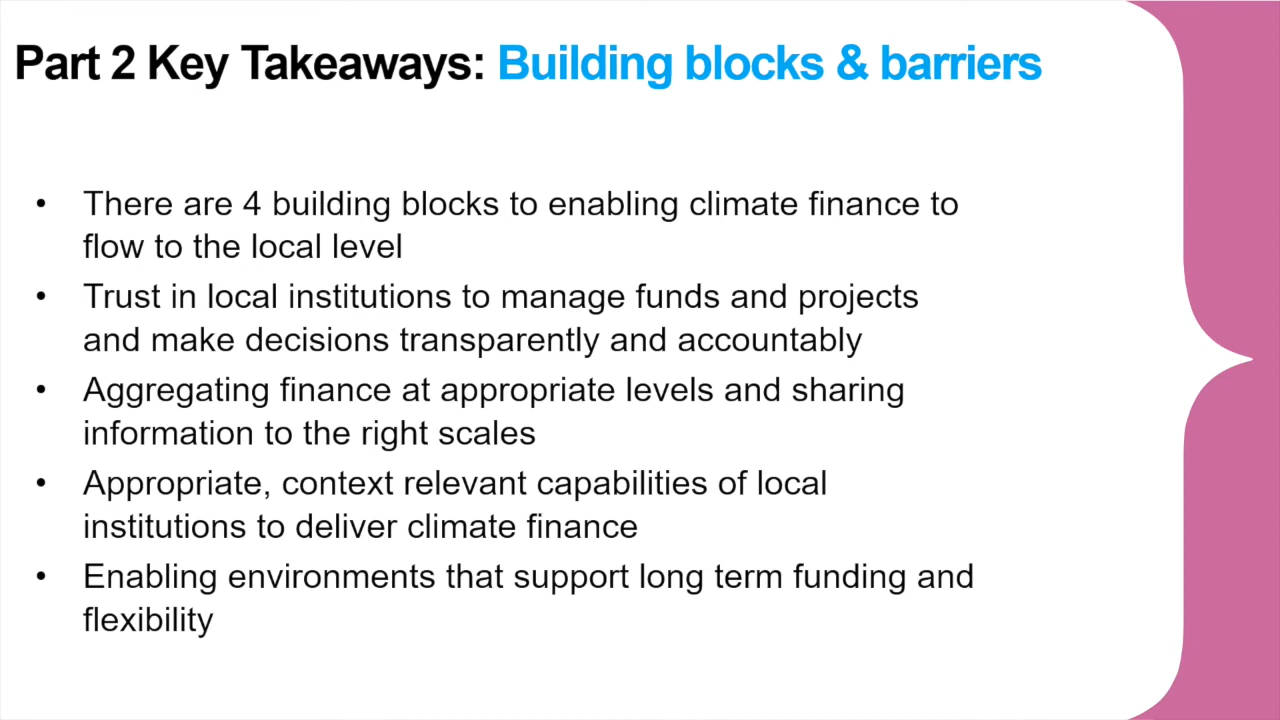 Part 2 Key Takeaways: Building blocks & barriers
• There are 4 building blocks to enabling climate finance to
flow to the local level
• Trust in local institutions to manage funds and projects
and make decisions transparently and accountably
• Aggregating finance at appropriate levels and sharing
information to the right scales
• Appropriate, context relevant capabilities of local
institutions to deliver climate finance
• Enabling environments that support long term funding and
flexibility